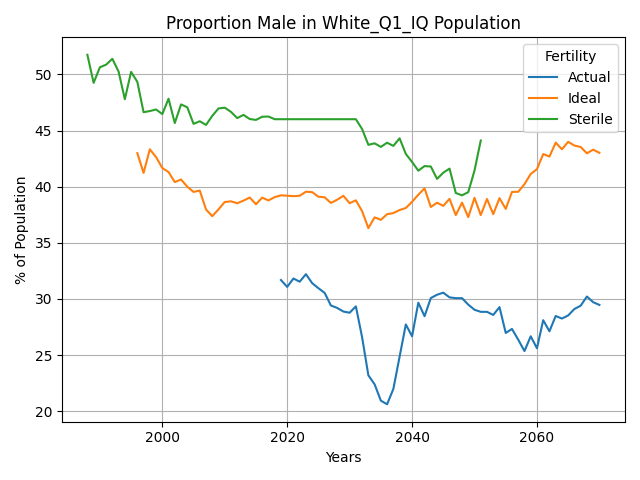 Proportion Male in White_Q1_IQ Population
Fertility
Actual
Ideal
Sterile
% of Population
50
45
40
35
30
25
20
2000
2020
2040
2060
Years